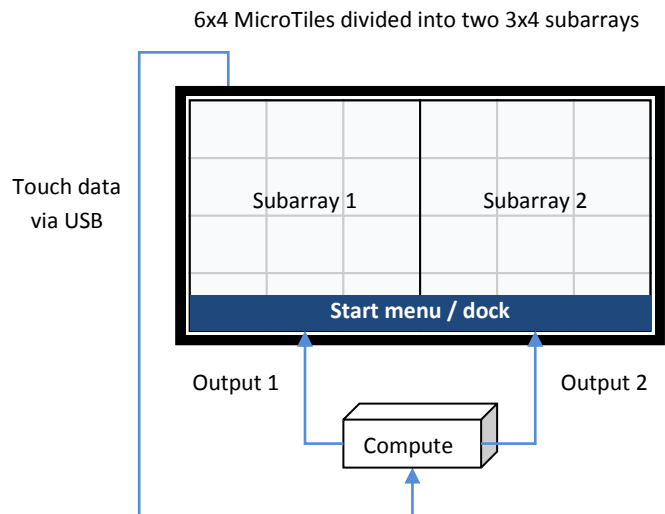 6x4 MicroTiles divided into two 3x4 subarrays
Touch data
via USB
Subarray 1
Subarray 2
Start menu / dock
Output 1
Output 2
Compute